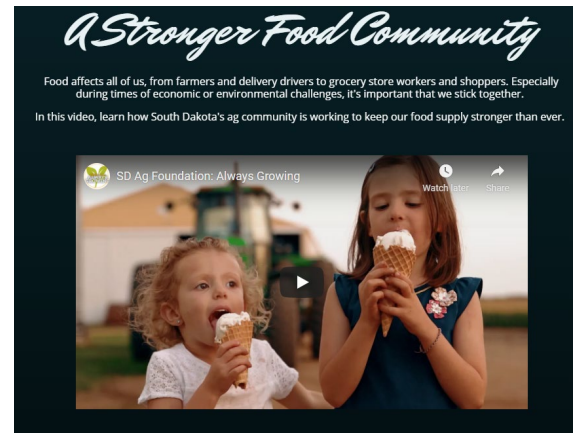 A Stronger Food Community
Food affects all of us, from farmers and delivery drivers to grocery store workers and shoppers. Especially
during times of economic or environmental challenges, it's important that we stick together.
In this video, learn how South Dakota's ag community is working to keep our food supply stronger than ever.
SD Ag Foundation: Always Growing
Watch later
Share